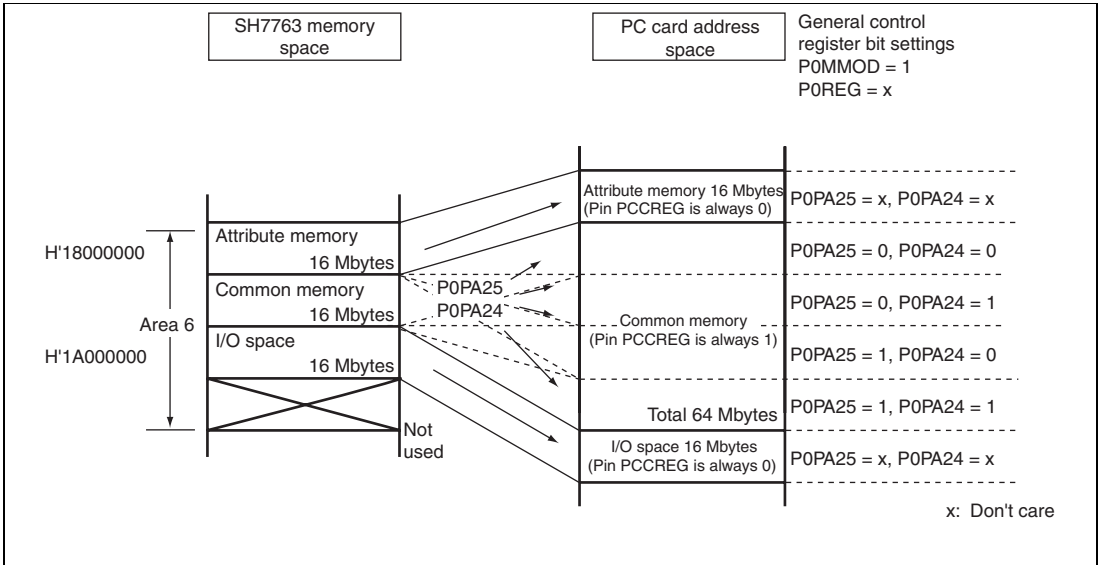 SH7763 memory
space
PC card address
space
General control
register bit settings
P0MMOD = 1
P0REG = x
Attribute memory 16 Mbytes
(Pin PCCREG is always 0)
P0PA25 = x, P0PA24 = x
H'18000000
Attribute memory
16 Mbytes
P0PA25 = 0, P0PA24 = 0
Common memory
16 Mbytes
P0PA25
P0PA24
P0PA25 = 0, P0PA24 = 1
Area 6
Common memory
(Pin PCCREG is always 1)
H'1A000000
I/O space
16 Mbytes
P0PA25 = 1, P0PA24 = 0
Total 64 Mbytes
P0PA25 = 1, P0PA24 = 1
Not
used
I/O space 16 Mbytes
(Pin PCCREG is always 0)
P0PA25 = x, P0PA24 = x
x: Don't care